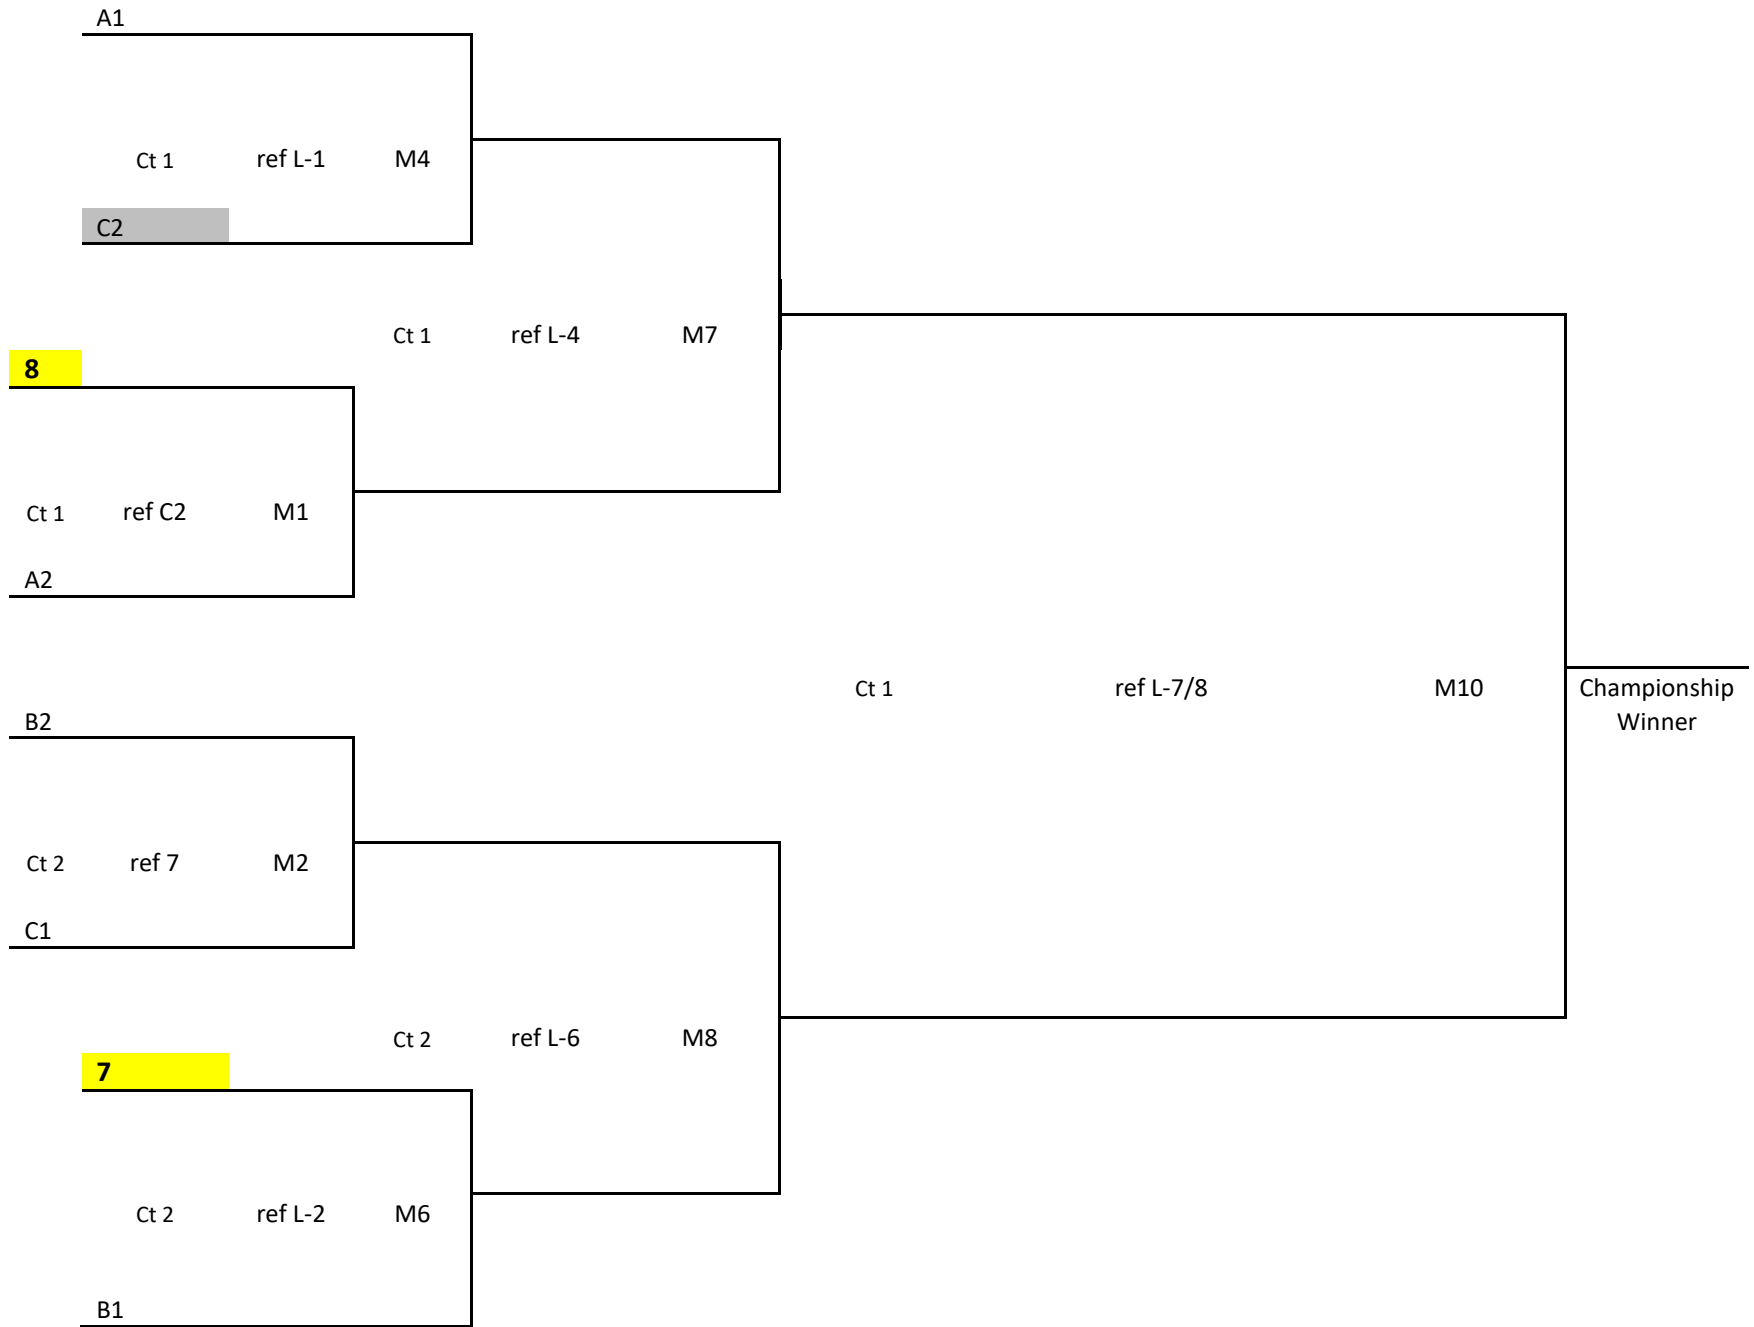 A1
Ct 1 ref L-1 M4
C2
Ct 1 ref L-4 M7
8
Ct 1 ref C2 M1
A2
Ct 1 ref L-7/8 M10
Championship
Winner
B2
Ct 2 ref 7 M2
C1
Ct 2 ref L-6 M8
7
Ct 2 ref L-2 M6
B1